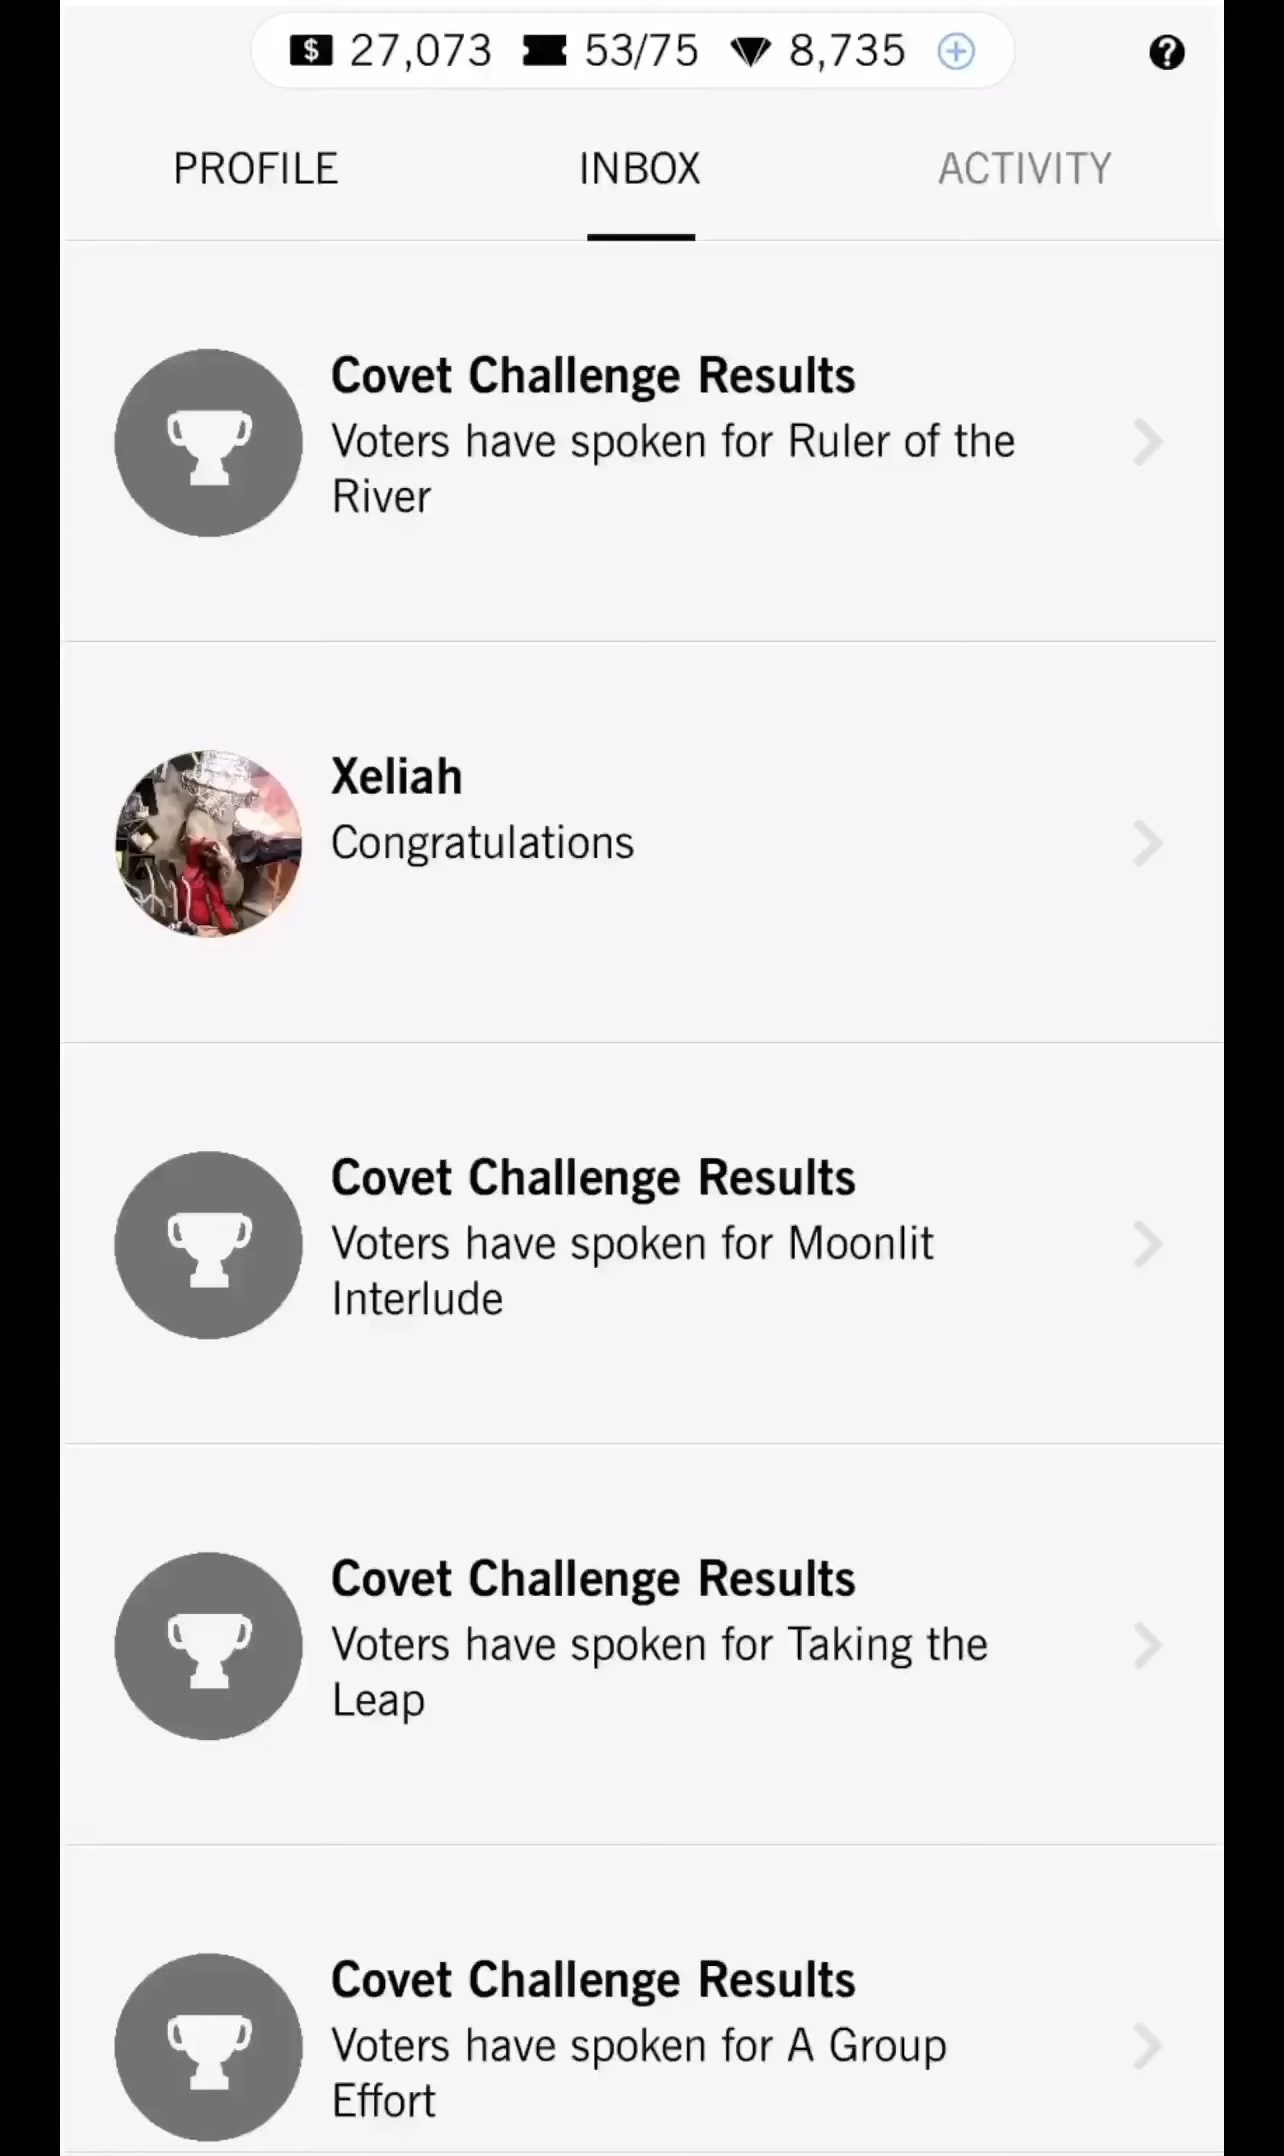 $ 27,073 53/75 8,735
PROFILE INBOX ACTIVITY
Covet Challenge Results
Voters have spoken for Ruler of the
River
Xeliah
Congratulations
Covet Challenge Results
Voters have spoken for Moonlit
Interlude
Covet Challenge Results
Voters have spoken for Taking the
Leap
Covet Challenge Results
Voters have spoken for A Group
Effort